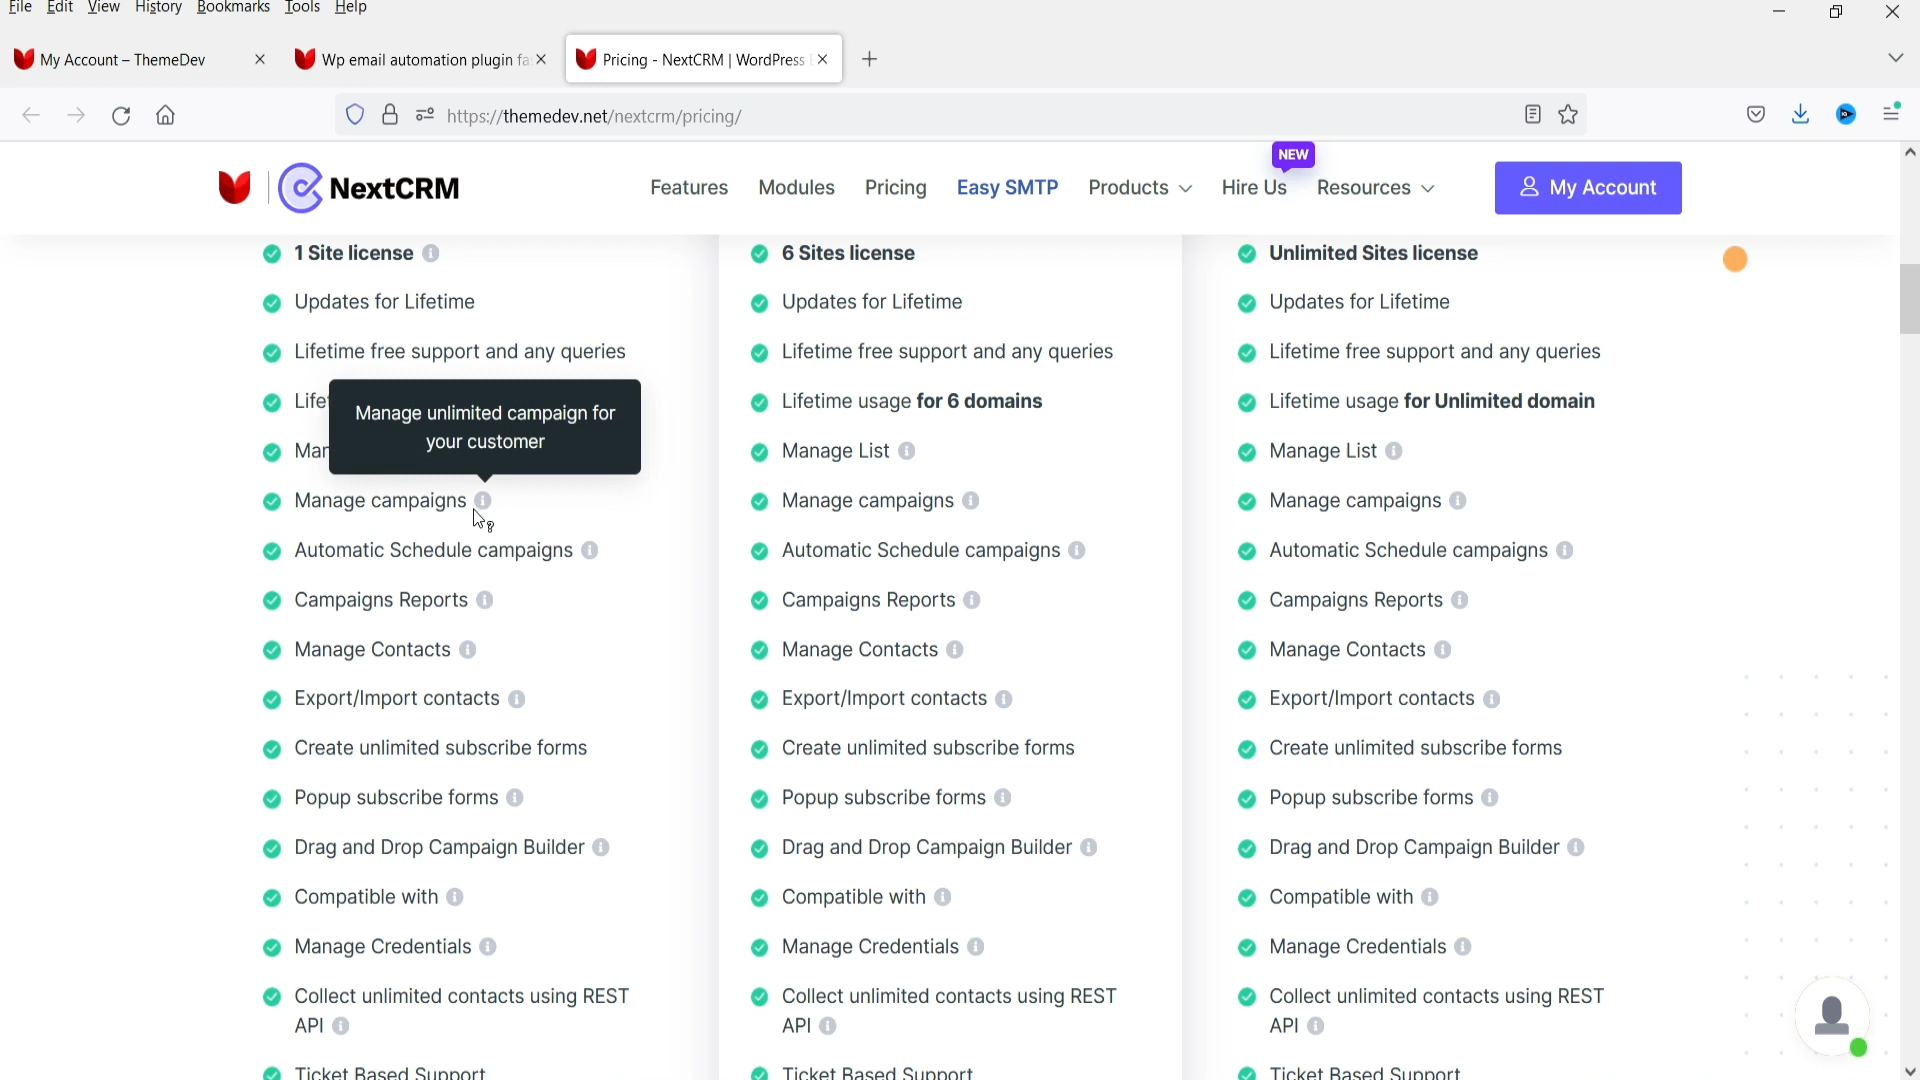 File Edit View History Bookmarks Tools Help
My Account – ThemeDev
Wp email automation plugin fa
Pricing - NextCRM | WordPress
https://themedev.net/nextcrm/pricing/
NextCRM
Features
Modules
Pricing
Easy SMTP
Products
NEW
Hire Us
Resources
My Account
1 Site license
Updates for Lifetime
Lifetime free support and any queries
Manage unlimited campaign for
your customer
Manage campaigns
Automatic Schedule campaigns
Campaigns Reports
Manage Contacts
Export/Import contacts
Create unlimited subscribe forms
Popup subscribe forms
Drag and Drop Campaign Builder
Compatible with
Manage Credentials
Collect unlimited contacts using REST
API
Ticket Based Support
6 Sites license
Updates for Lifetime
Lifetime free support and any queries
Lifetime usage for 6 domains
Manage List
Manage campaigns
Automatic Schedule campaigns
Campaigns Reports
Manage Contacts
Export/Import contacts
Create unlimited subscribe forms
Popup subscribe forms
Drag and Drop Campaign Builder
Compatible with
Manage Credentials
Collect unlimited contacts using REST
API
Ticket Based Support
Unlimited Sites license
Updates for Lifetime
Lifetime free support and any queries
Lifetime usage for Unlimited domain
Manage List
Manage campaigns
Automatic Schedule campaigns
Campaigns Reports
Manage Contacts
Export/Import contacts
Create unlimited subscribe forms
Popup subscribe forms
Drag and Drop Campaign Builder
Compatible with
Manage Credentials
Collect unlimited contacts using REST
API
Ticket Based Support